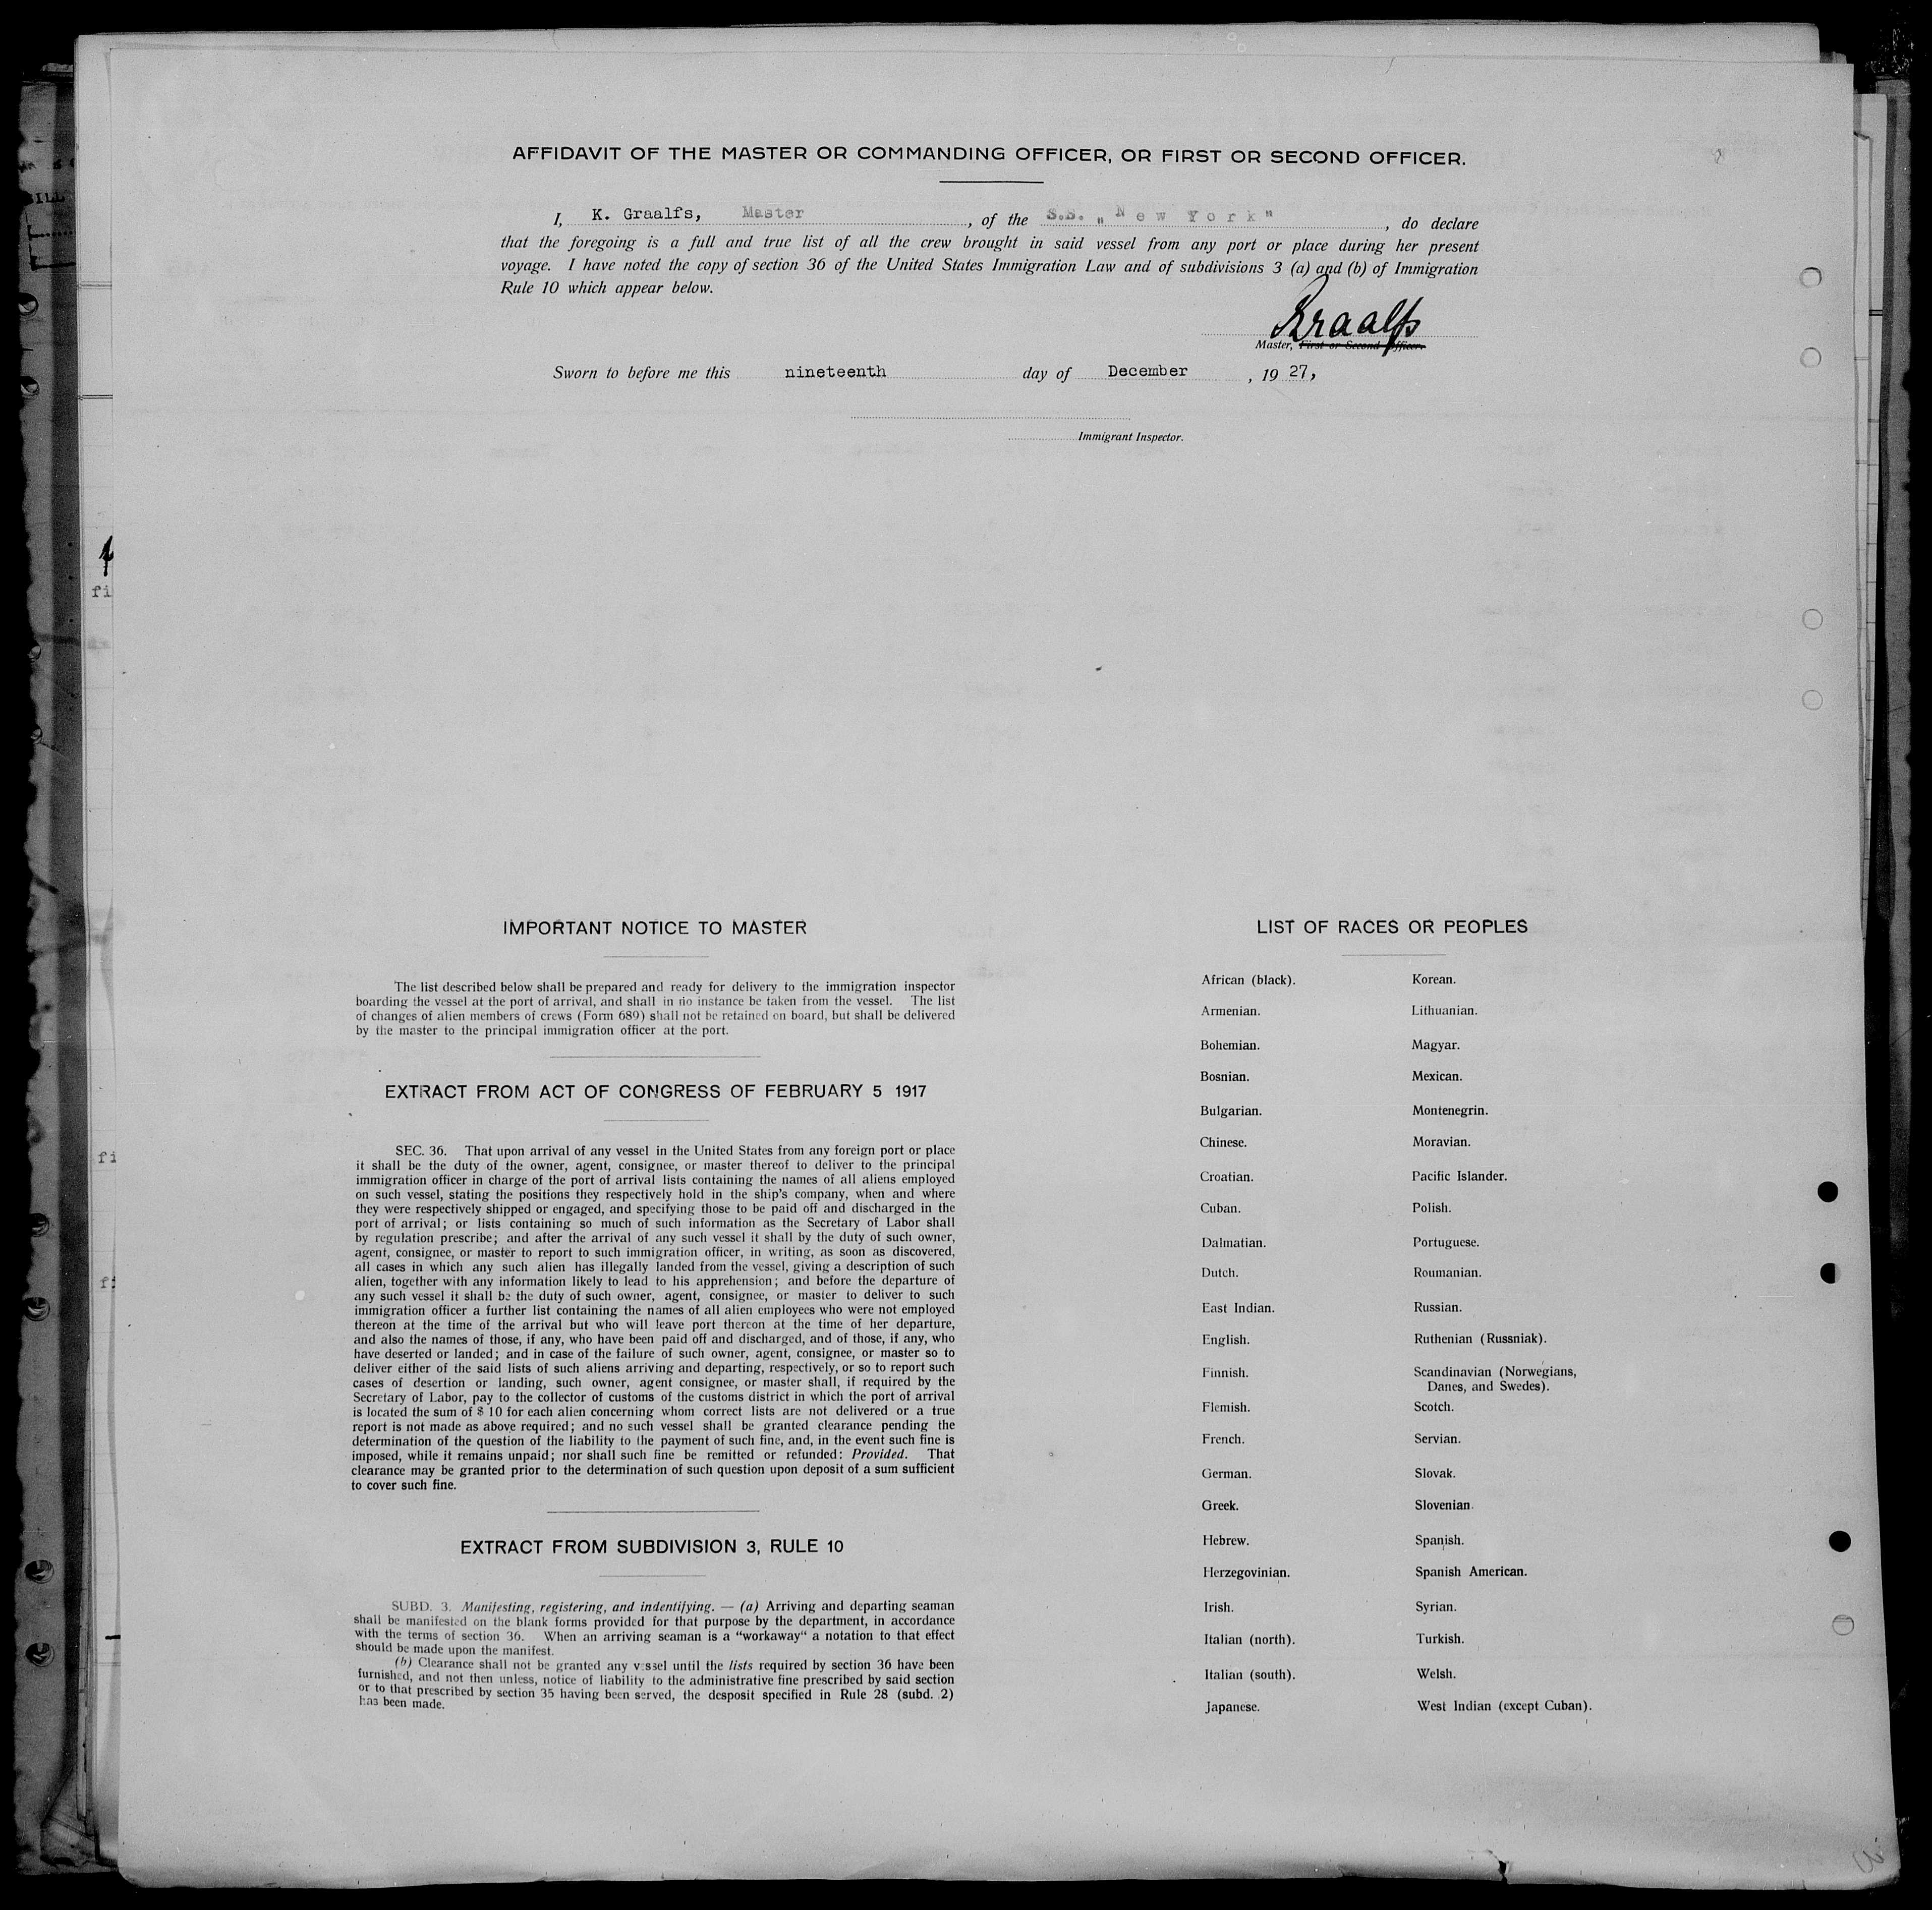 AFFIDAVIT OF THE MASTER OR COMMANDING OFFICER, OR FIRST OR SECOND OFFICER.
I, K. Graalfs, Master, of the S.S. „New York", do declare
that the foregoing is a full and true list of all the crew brought in said vessel from any port or place during her present
voyage. I have noted the copy of section 36 of the United States Immigration Law and of subdivisions 3 (a) and (b) of Immigration
Rule 10 which appear below.
Graalfs
Master, First or Second Officer.
Sworn to before me this nineteenth day of December, 19 27,
Immigrant Inspector.
IMPORTANT NOTICE TO MASTER
The list described below shall be prepared and ready for delivery to the immigration inspector
boarding the vessel at the port of arrival, and shall in no instance be taken from the vessel. The list
of changes of alien members of crews (Form 689) shall not be retained on board, but shall be delivered
by the master to the principal immigration officer at the port.
EXTRACT FROM ACT OF CONGRESS OF FEBRUARY 5 1917
SEC. 36. That upon arrival of any vessel in the United States from any foreign port or place
it shall be the duty of the owner, agent, consignee, or master thereof to deliver to the principal
immigration officer in charge of the port of arrival lists containing the names of all aliens employed
on such vessel, stating the positions they respectively hold in the ship's company, when and where
they were respectively shipped or engaged, and specifying those to be paid off and discharged in the
port of arrival; or lists containing so much of such information as the Secretary of Labor shall
by regulation prescribe; and after the arrival of any such vessel it shall by the duty of such owner,
agent, consignee, or master to report to such immigration officer, in writing, as soon as discovered,
all cases in which any such alien has illegally landed from the vessel, giving a description of such
alien, together with any information likely to lead to his apprehension; and before the departure of
any such vessel it shall be the duty of such owner, agent, consignee, or master to deliver to such
immigration officer a further list containing the names of all alien employees who were not employed
thereon at the time of the arrival but who will leave port thereon at the time of her departure,
and also the names of those, if any, who have been paid off and discharged, and of those, if any, who
have deserted or landed; and in case of the failure of such owner, agent, consignee, or master so to
deliver either of the said lists of such aliens arriving and departing, respectively, or so to report such
cases of desertion or landing, such owner, agent consignee, or master shall, if required by the
Secretary of Labor, pay to the collector of customs of the customs district in which the port of arrival
is located the sum of $ 10 for each alien concerning whom correct lists are not delivered or a true
report is not made as above required; and no such vessel shall be granted clearance pending the
determination of the question of the liability to the payment of such fine, and, in the event such fine is
imposed, while it remains unpaid; nor shall such fine be remitted or refunded: Provided. That
clearance may be granted prior to the determination of such question upon deposit of a sum sufficient
to cover such fine.
EXTRACT FROM SUBDIVISION 3, RULE 10
SUBD. 3. Manifesting, registering, and indentifying. — (a) Arriving and departing seaman
shall be manifested on the blank forms provided for that purpose by the department, in accordance
with the terms of section 36. When an arriving seaman is a “workaway“ a notation to that effect
should be made upon the manifest.
(b) Clearance shall not be granted any vessel until the lists required by section 36 have been
furnished, and not then unless, notice of liability to the administrative fine prescribed by said section
or to that prescribed by section 35 having been served, the desposit specified in Rule 28 (subd. 2)
has been made.
LIST OF RACES OR PEOPLES
African (black). Korean.
Armenian. Lithuanian.
Bohemian. Magyar.
Bosnian. Mexican.
Bulgarian. Montenegrin.
Chinese. Moravian.
Croatian. Pacific Islander.
Cuban. Polish.
Dalmatian. Portuguese.
Dutch. Roumanian.
East Indian. Russian.
English. Ruthenian (Russniak).
Finnish. Scandinavian (Norwegians,
Danes, and Swedes).
Flemish. Scotch.
French. Servian.
German. Slovak.
Greek. Slovenian.
Hebrew. Spanish.
Herzegovinian. Spanish American.
Irish. Syrian.
Italian (north). Turkish.
Italian (south). Welsh.
Japanese. West Indian (except Cuban).